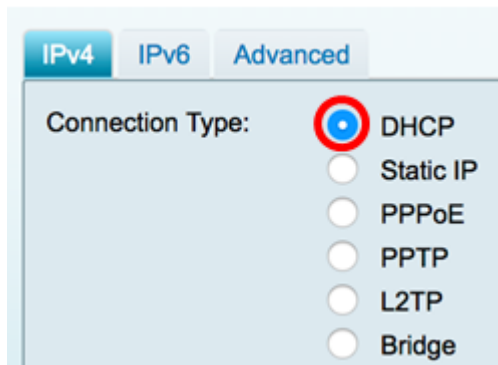 IPv4 IPv6 Advanced
Connection Type: DHCP
Static IP
PPPoE
PPTP
L2TP
Bridge